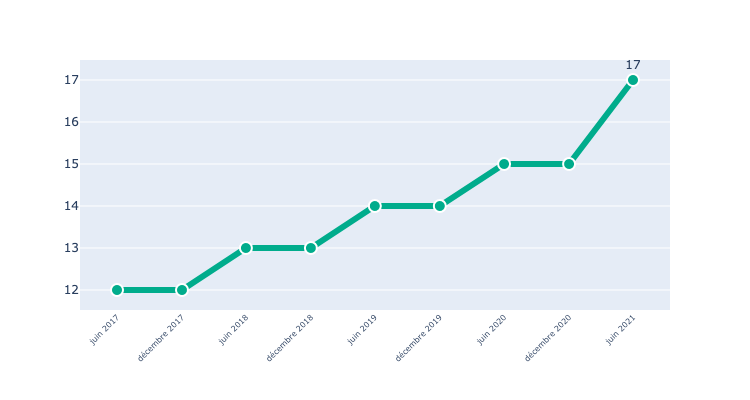 17
17
16
15
14
13
12
juin 2017
décembre 2017
juin 2018
décembre 2018
juin 2019
décembre 2019
juin 2020
décembre 2020
juin 2021